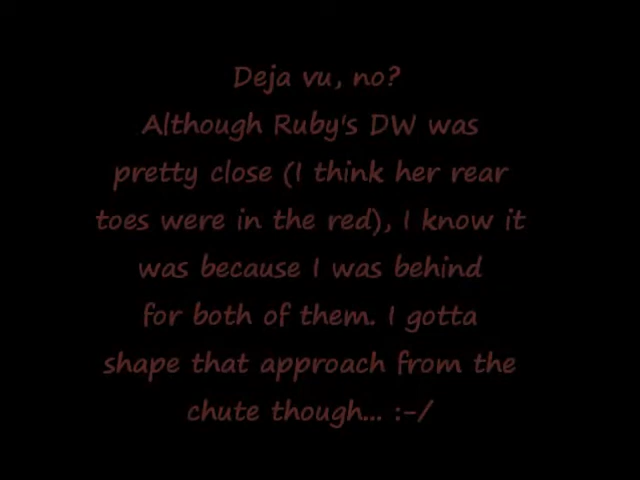 Deja vu, no?
Although Ruby's DW was
pretty close (I think her rear
toes were in the red), I know it
was because I was behind
for both of them. I gotta
shape that approach from the
chute though... :-/